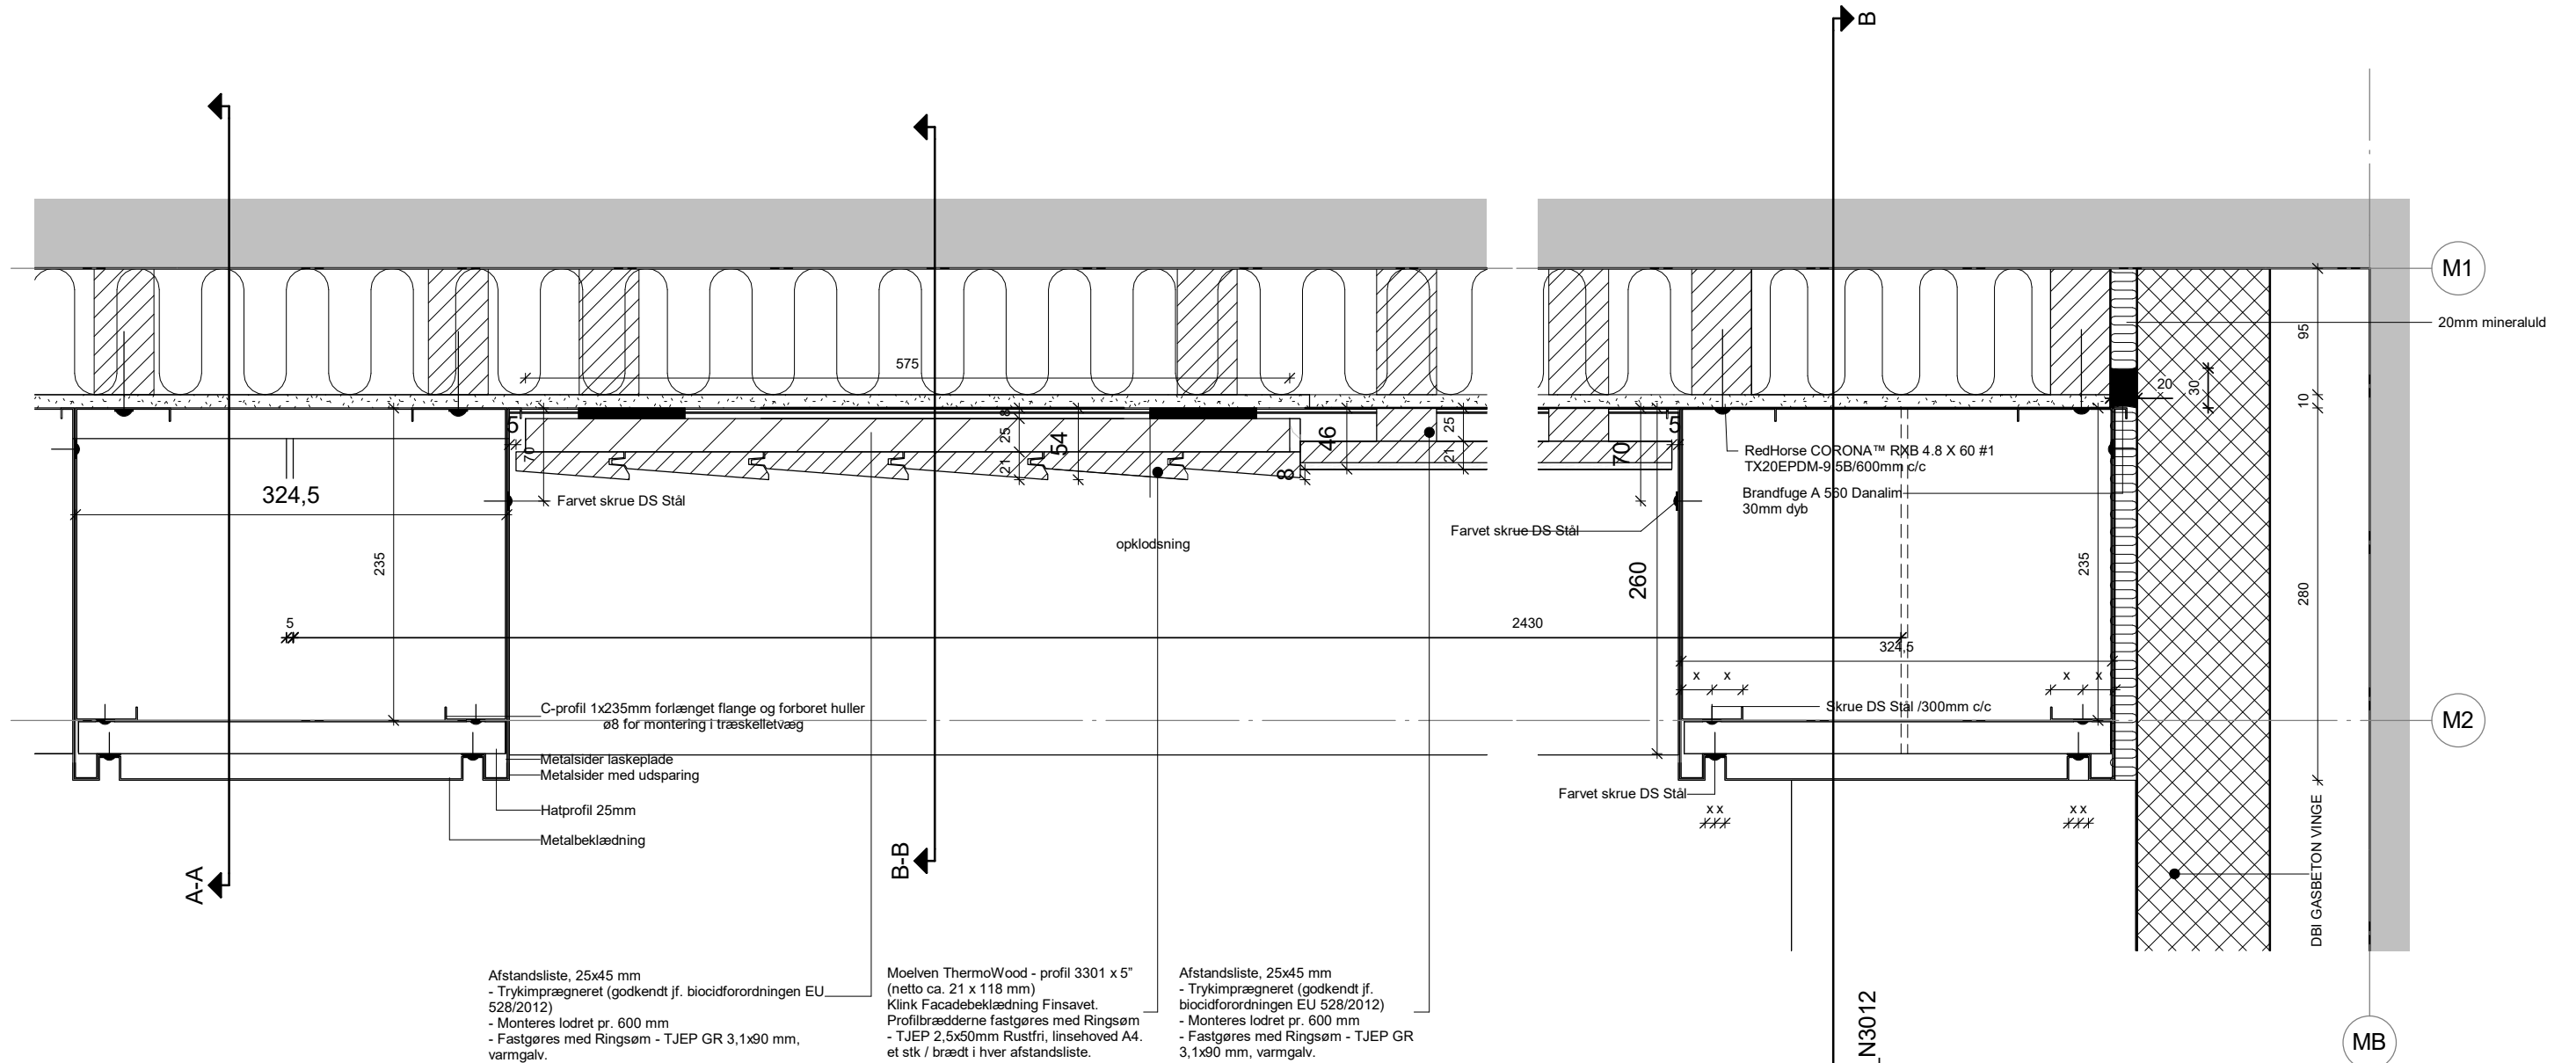 B
M1
20mm mineraluld
95
575
20
30
10
8
5
25
54
46
25
5
70
21
21
70
8
RedHorse CORONA™ RXB 4.8 X 60 #1
TX20EPDM-9,5B/600mm c/c
324,5
Farvet skrue DS Stål
Brandfuge A 560 Danalim
30mm dyb
Farvet skrue DS Stål
opklodsning
235
260
235
280
5
2430
324,5
x x
x x
C-profil 1x235mm forlænget flange og forboret huller
ø8 for montering i træskelletvæg
Skrue DS Stål /300mm c/c
M2
Metalsider laskeplade
Metalsider med udsparing
Farvet skrue DS Stål
Hatprofil 25mm
xx
xx
Metalbeklædning
A-A
B-B
DBI GASBETON VINGE
Afstandsliste, 25x45 mm
- Trykimprægneret (godkendt jf. biocidforordningen EU
528/2012)
- Monteres lodret pr. 600 mm
- Fastgøres med Ringsøm - TJEP GR 3,1x90 mm,
varmgalv.
Moelven ThermoWood - profil 3301 x 5”
(netto ca. 21 x 118 mm)
Klink Facadebeklædning Finsavet.
Profilbrædderne fastgøres med Ringsøm
- TJEP 2,5x50mm Rustfri, linsehoved A4.
et stk / brædt i hver afstandsliste.
Afstandsliste, 25x45 mm
- Trykimprægneret (godkendt jf.
biocidforordningen EU 528/2012)
- Monteres lodret pr. 600 mm
- Fastgøres med Ringsøm - TJEP GR
3,1x90 mm, varmgalv.
_N3012
MB